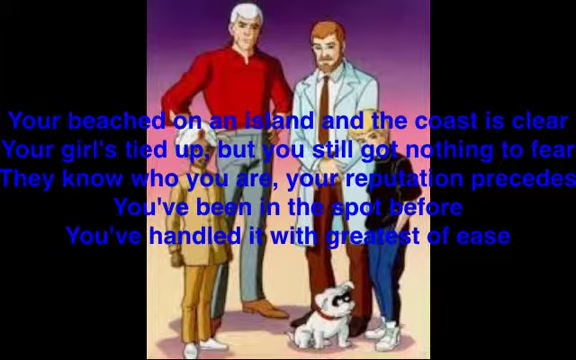 Your beached on an island and the coast is clear
Your girl's tied up, but you still got nothing to fear
They know who you are, your reputation precedes
You've been in the spot before
You've handled it with greatest of ease